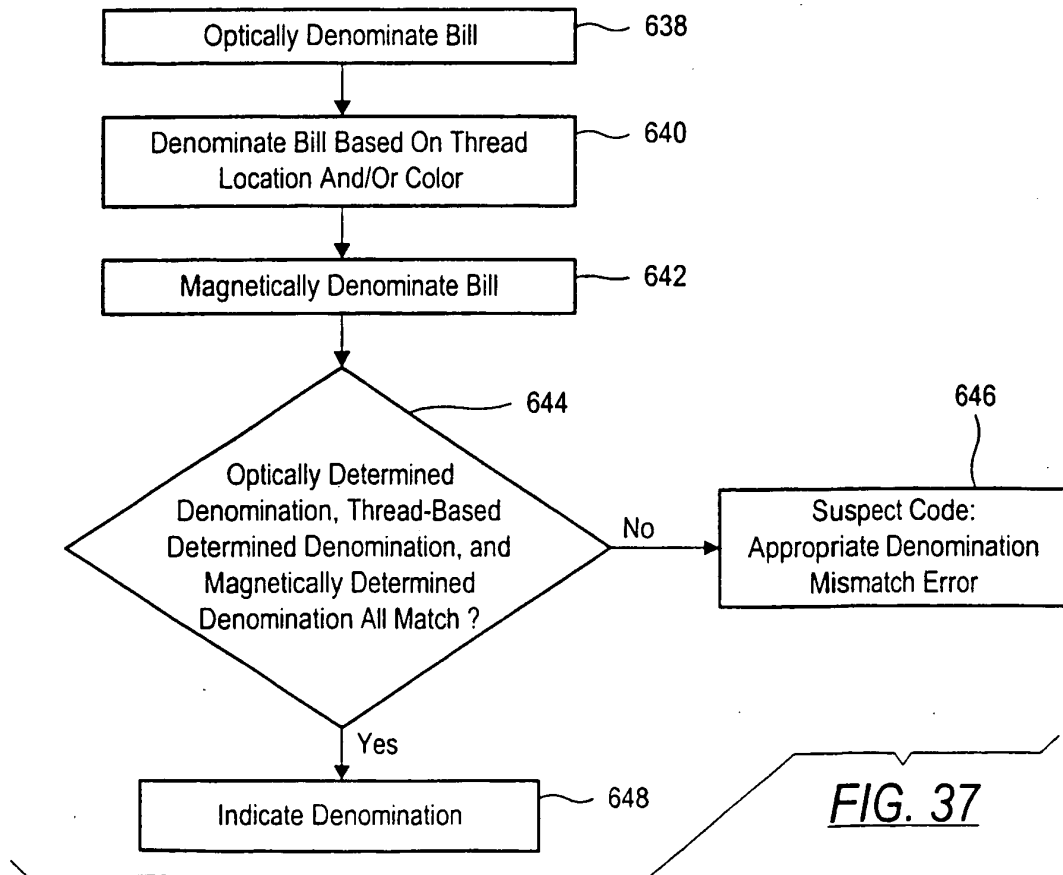 Optically Denominate Bill
638
Denominate Bill Based On Thread
Location And/Or Color
640
Magnetically Denominate Bill
642
644
Optically Determined
Denomination, Thread-Based
Determined Denomination, and
Magnetically Determined
Denomination All Match ?
No
646
Suspect Code:
Appropriate Denomination
Mismatch Error
Yes
Indicate Denomination
648
FIG. 37